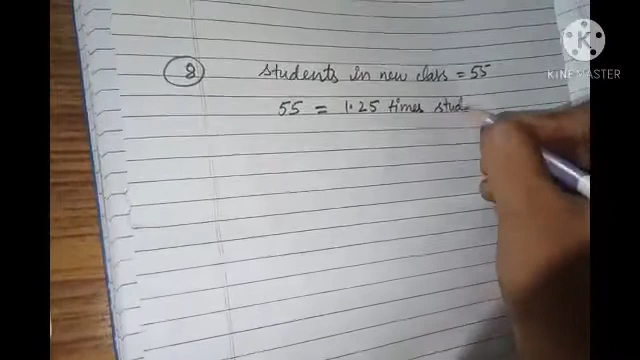 8 students in new class = 55
55 = 1.25 times stud
KINEMASTER